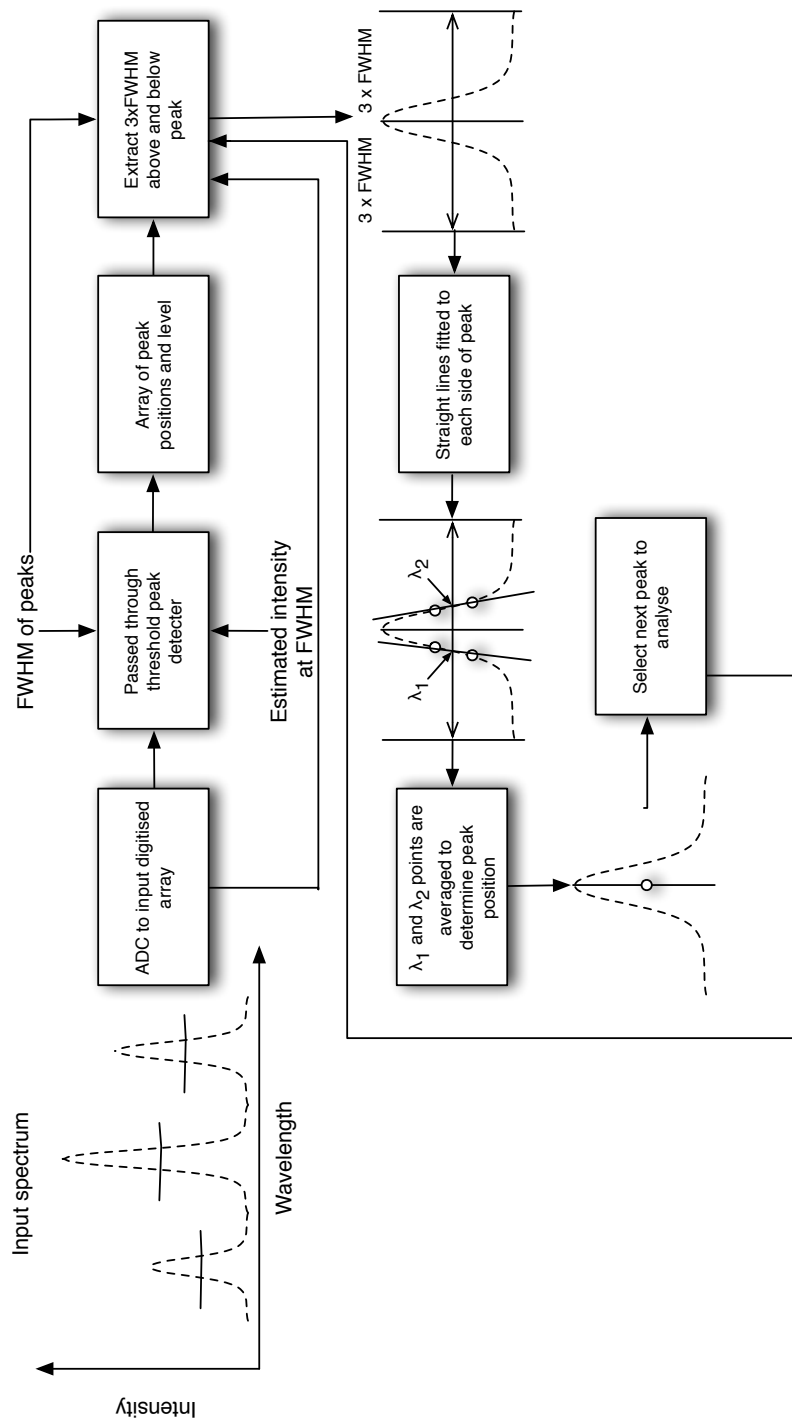 Input spectrum
Intensity
Wavelength
FWHM of peaks
ADC to input digitised
array
Passed through
threshold peak
detecter
Array of peak
positions and level
Extract 3xFWHM
above and below
peak
Estimated intensity
at FWHM
3 x FWHM
3 x FWHM
Straight lines fitted to
each side of peak
λ1
λ2
λ1 and λ2 points are
averaged to
determine peak
position
Select next peak to
analyse